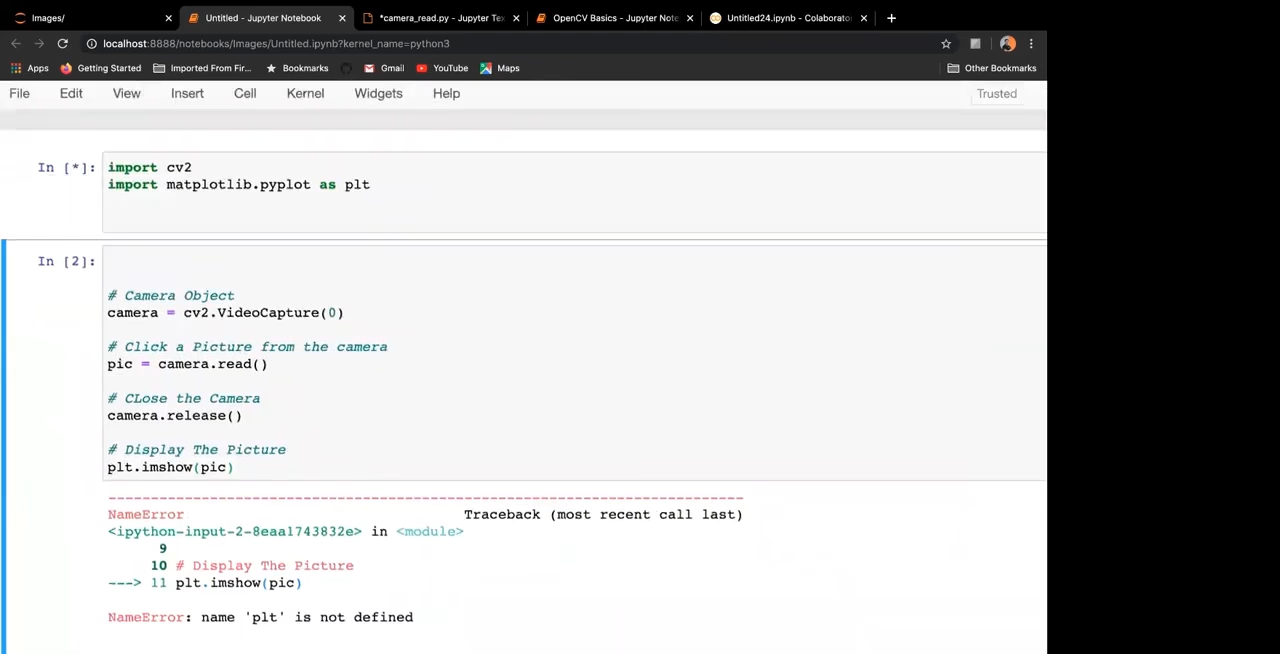 Images/
Untitled - Jupyter Notebook
*camera_read.py - Jupyter Te
OpenCV Basics - Jupyter Note
Untitled24.ipynb - Colaborato
localhost:8888/notebooks/Images/Untitled.ipynb?kernel_name=python3
Apps Getting Started Imported From Fir... Bookmarks Gmail YouTube Maps Other Bookmarks
File Edit View Insert Cell Kernel Widgets Help Trusted
In [*]: import cv2
import matplotlib.pyplot as plt
In [2]:
# Camera Object
camera = cv2.VideoCapture(0)
# Click a Picture from the camera
pic = camera.read()
# CLose the Camera
camera.release()
# Display The Picture
plt.imshow(pic)
---------------------------------------------------------------------------
NameError Traceback (most recent call last)
<ipython-input-2-8eaa1743832e> in <module>
9
10 # Display The Picture
---> 11 plt.imshow(pic)
NameError: name 'plt' is not defined